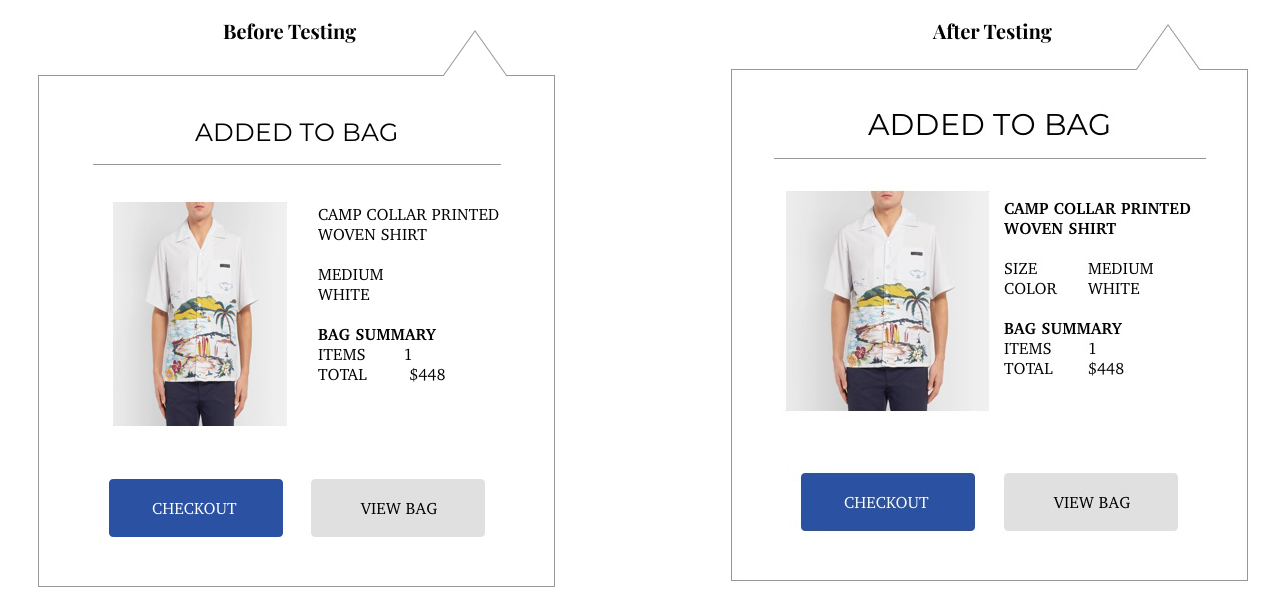 Before Testing
ADDED TO BAG
CAMP COLLAR PRINTED
WOVEN SHIRT
MEDIUM
WHITE
BAG SUMMARY
ITEMS 1
TOTAL $448
CHECKOUT
VIEW BAG
After Testing
ADDED TO BAG
CAMP COLLAR PRINTED
WOVEN SHIRT
SIZE MEDIUM
COLOR WHITE
BAG SUMMARY
ITEMS 1
TOTAL $448
CHECKOUT
VIEW BAG